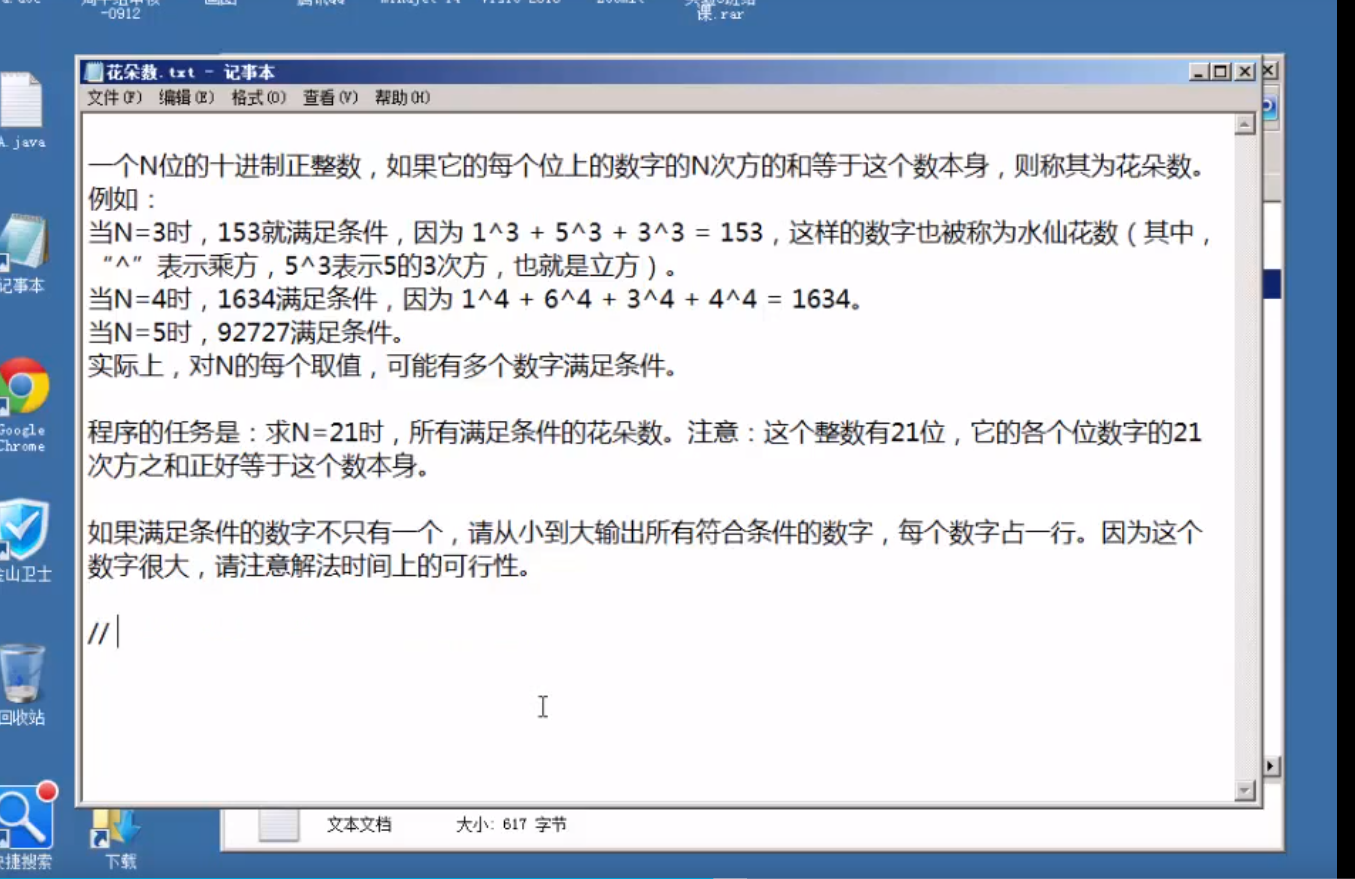 -0912
课.rar
花朵数.txt - 记事本
文件(F) 编辑(E) 格式(O) 查看(V) 帮助(H)
A.java
一个N位的十进制正整数，如果它的每个位上的数字的N次方的和等于这个数本身，则称其为花朵数。
例如：
当N=3时，153就满足条件，因为 1^3 + 5^3 + 3^3 = 153，这样的数字也被称为水仙花数（其中，
“^”表示乘方，5^3表示5的3次方，也就是立方）。
当N=4时，1634满足条件，因为 1^4 + 6^4 + 3^4 + 4^4 = 1634。
当N=5时，92727满足条件。
实际上，对N的每个取值，可能有多个数字满足条件。
程序的任务是：求N=21时，所有满足条件的花朵数。注意：这个整数有21位，它的各个位数字的21
次方之和正好等于这个数本身。
如果满足条件的数字不只有一个，请从小到大输出所有符合条件的数字，每个数字占一行。因为这个
数字很大，请注意解法时间上的可行性。
//
记事本
Google
Chrome
金山卫士
回收站
快捷搜索
下载
文本文档 大小: 617 字节